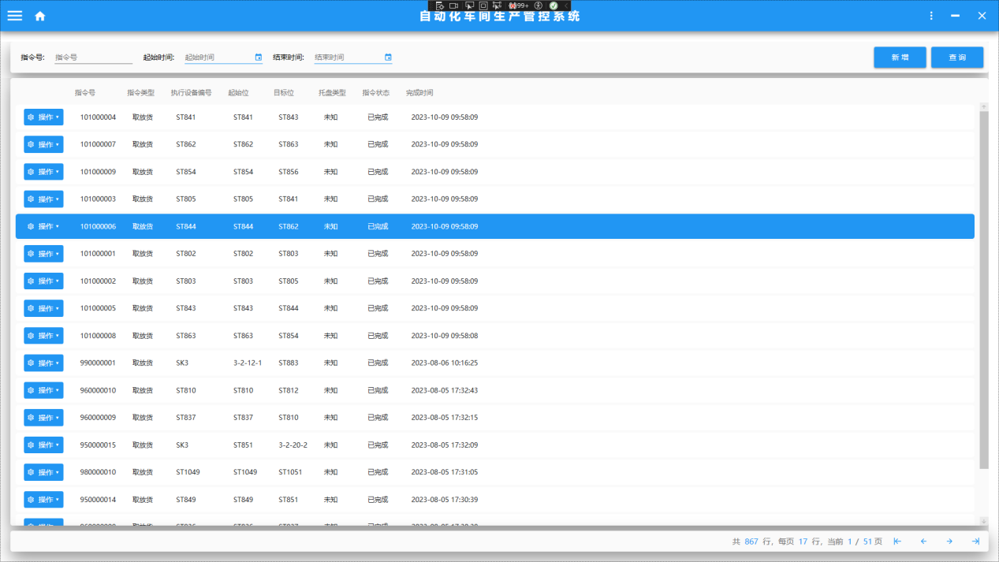 99+
自动化车间生产管控系统
指令号: 指令号 起始时间: 起始时间 结束时间: 结束时间 新增 查询
指令号 指令类型 执行设备编号 起始位 目标位 托盘类型 指令状态 完成时间
操作 101000004 取放货 ST841 ST841 ST843 未知 已完成 2023-10-09 09:58:09
操作 101000007 取放货 ST862 ST862 ST863 未知 已完成 2023-10-09 09:58:09
操作 101000009 取放货 ST854 ST854 ST856 未知 已完成 2023-10-09 09:58:09
操作 101000003 取放货 ST805 ST805 ST841 未知 已完成 2023-10-09 09:58:09
操作 101000006 取放货 ST844 ST844 ST862 未知 已完成 2023-10-09 09:58:09
操作 101000001 取放货 ST802 ST802 ST803 未知 已完成 2023-10-09 09:58:09
操作 101000002 取放货 ST803 ST803 ST805 未知 已完成 2023-10-09 09:58:09
操作 101000005 取放货 ST843 ST843 ST844 未知 已完成 2023-10-09 09:58:09
操作 101000008 取放货 ST863 ST863 ST854 未知 已完成 2023-10-09 09:58:08
操作 990000001 取放货 SK3 3-2-12-1 ST883 未知 已完成 2023-08-06 10:16:25
操作 960000010 取放货 ST810 ST810 ST812 未知 已完成 2023-08-05 17:32:43
操作 960000009 取放货 ST837 ST837 ST810 未知 已完成 2023-08-05 17:32:15
操作 950000015 取放货 SK3 ST851 3-2-20-2 未知 已完成 2023-08-05 17:32:09
操作 980000010 取放货 ST1049 ST1049 ST1051 未知 已完成 2023-08-05 17:31:05
操作 950000014 取放货 ST849 ST849 ST851 未知 已完成 2023-08-05 17:30:39
共 867 行, 每页 17 行, 当前 1 / 51 页